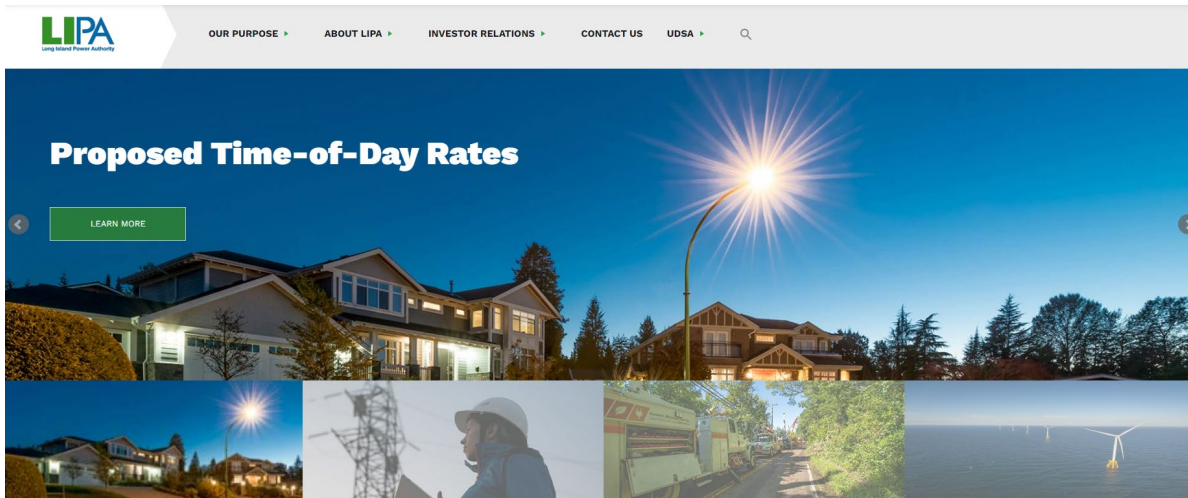 LIPA
Long Island Power Authority
OUR PURPOSE ABOUT LIPA INVESTOR RELATIONS CONTACT US UDSA
Proposed Time-of-Day Rates
LEARN MORE